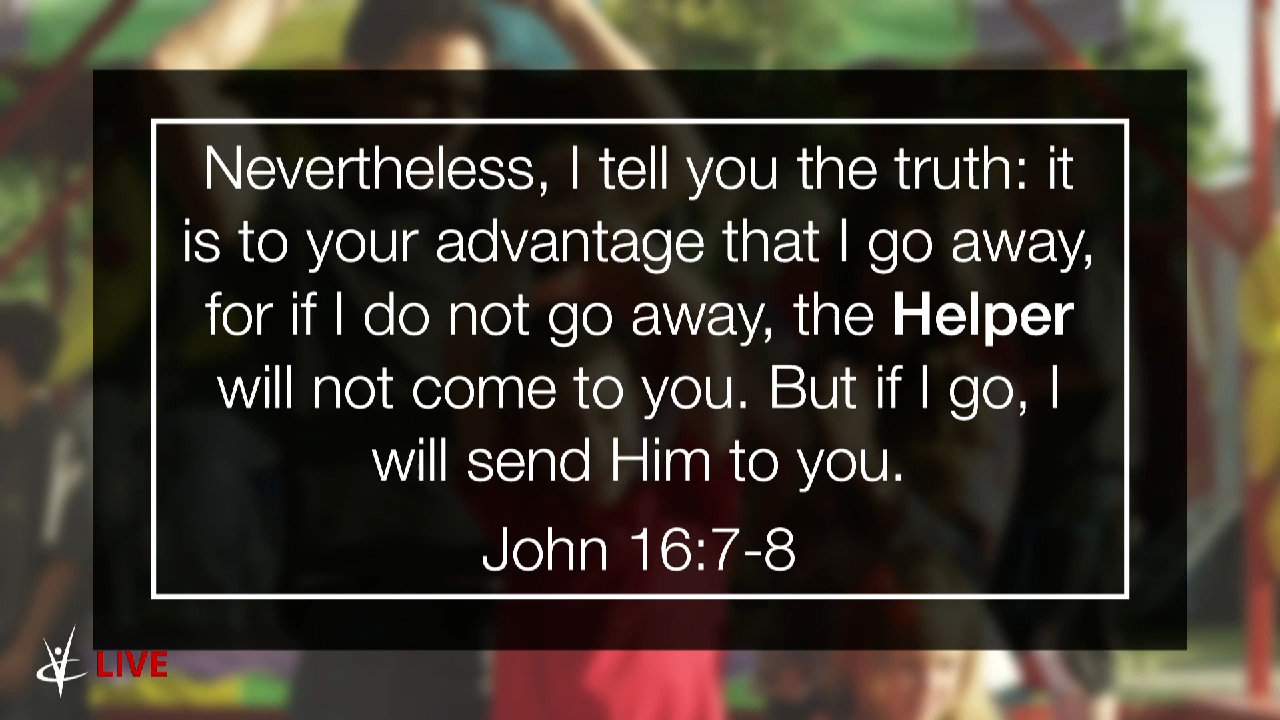 Nevertheless, I tell you the truth: it
is to your advantage that I go away,
for if I do not go away, the Helper
will not come to you. But if I go, I
will send Him to you.
John 16:7-8
LIVE